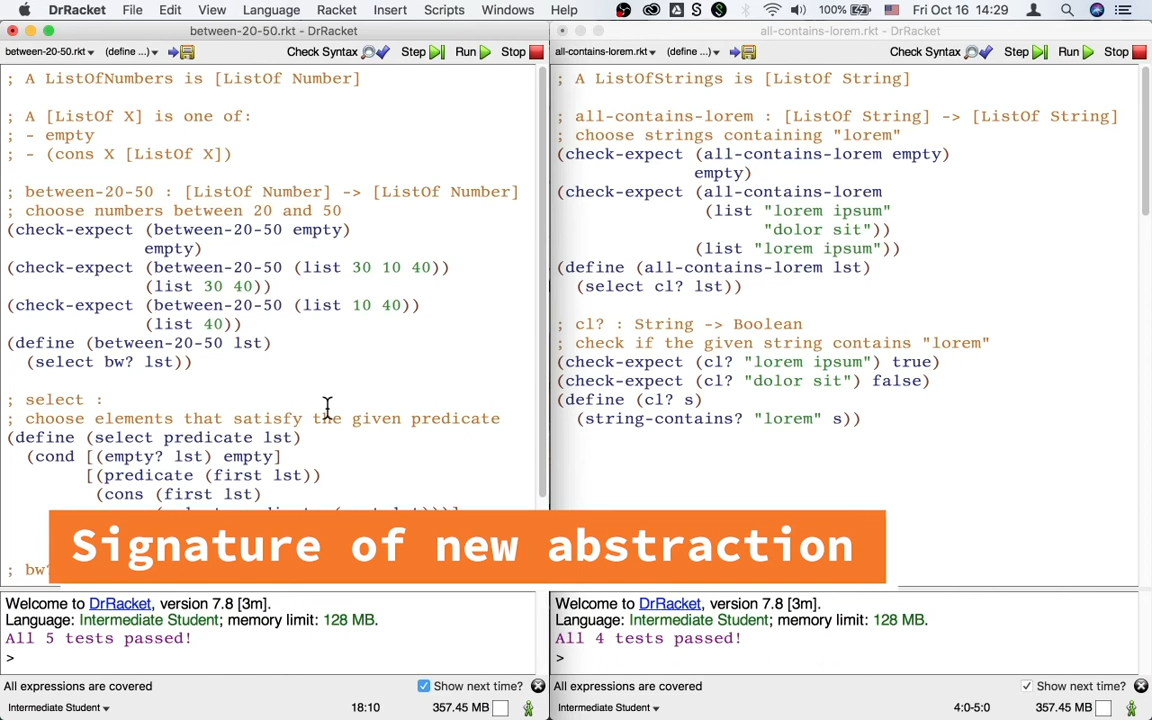 DrRacket File Edit View Language Racket Insert Scripts Windows Help 100% Fri Oct 16 14:29
between-20-50.rkt - DrRacket
between-20-50.rkt (define ...) Check Syntax Step Run Stop
; A ListOfNumbers is [ListOf Number]
; A [ListOf X] is one of:
; - empty
; - (cons X [ListOf X])
; between-20-50 : [ListOf Number] -> [ListOf Number]
; choose numbers between 20 and 50
(check-expect (between-20-50 empty)
empty)
(check-expect (between-20-50 (list 30 10 40))
(list 30 40))
(check-expect (between-20-50 (list 10 40))
(list 40))
(define (between-20-50 lst)
(select bw? lst))
; select :
; choose elements that satisfy the given predicate
(define (select predicate lst)
(cond [(empty? lst) empty]
[(predicate (first lst))
(cons (first lst)
; bw?
Welcome to DrRacket, version 7.8 [3m].
Language: Intermediate Student; memory limit: 128 MB.
All 5 tests passed!
>
All expressions are covered Show next time?
Intermediate Student 18:10 357.45 MB
all-contains-lorem.rkt - DrRacket
all-contains-lorem.rkt (define ...) Check Syntax Step Run Stop
; A ListOfStrings is [ListOf String]
; all-contains-lorem : [ListOf String] -> [ListOf String]
; choose strings containing "lorem"
(check-expect (all-contains-lorem empty)
empty)
(check-expect (all-contains-lorem
(list "lorem ipsum"
"dolor sit"))
(list "lorem ipsum"))
(define (all-contains-lorem lst)
(select cl? lst))
; cl? : String -> Boolean
; check if the given string contains "lorem"
(check-expect (cl? "lorem ipsum") true)
(check-expect (cl? "dolor sit") false)
(define (cl? s)
(string-contains? "lorem" s))
Welcome to DrRacket, version 7.8 [3m].
Language: Intermediate Student; memory limit: 128 MB.
All 4 tests passed!
>
All expressions are covered Show next time?
Intermediate Student 4:0-5:0 357.45 MB
Signature of new abstraction